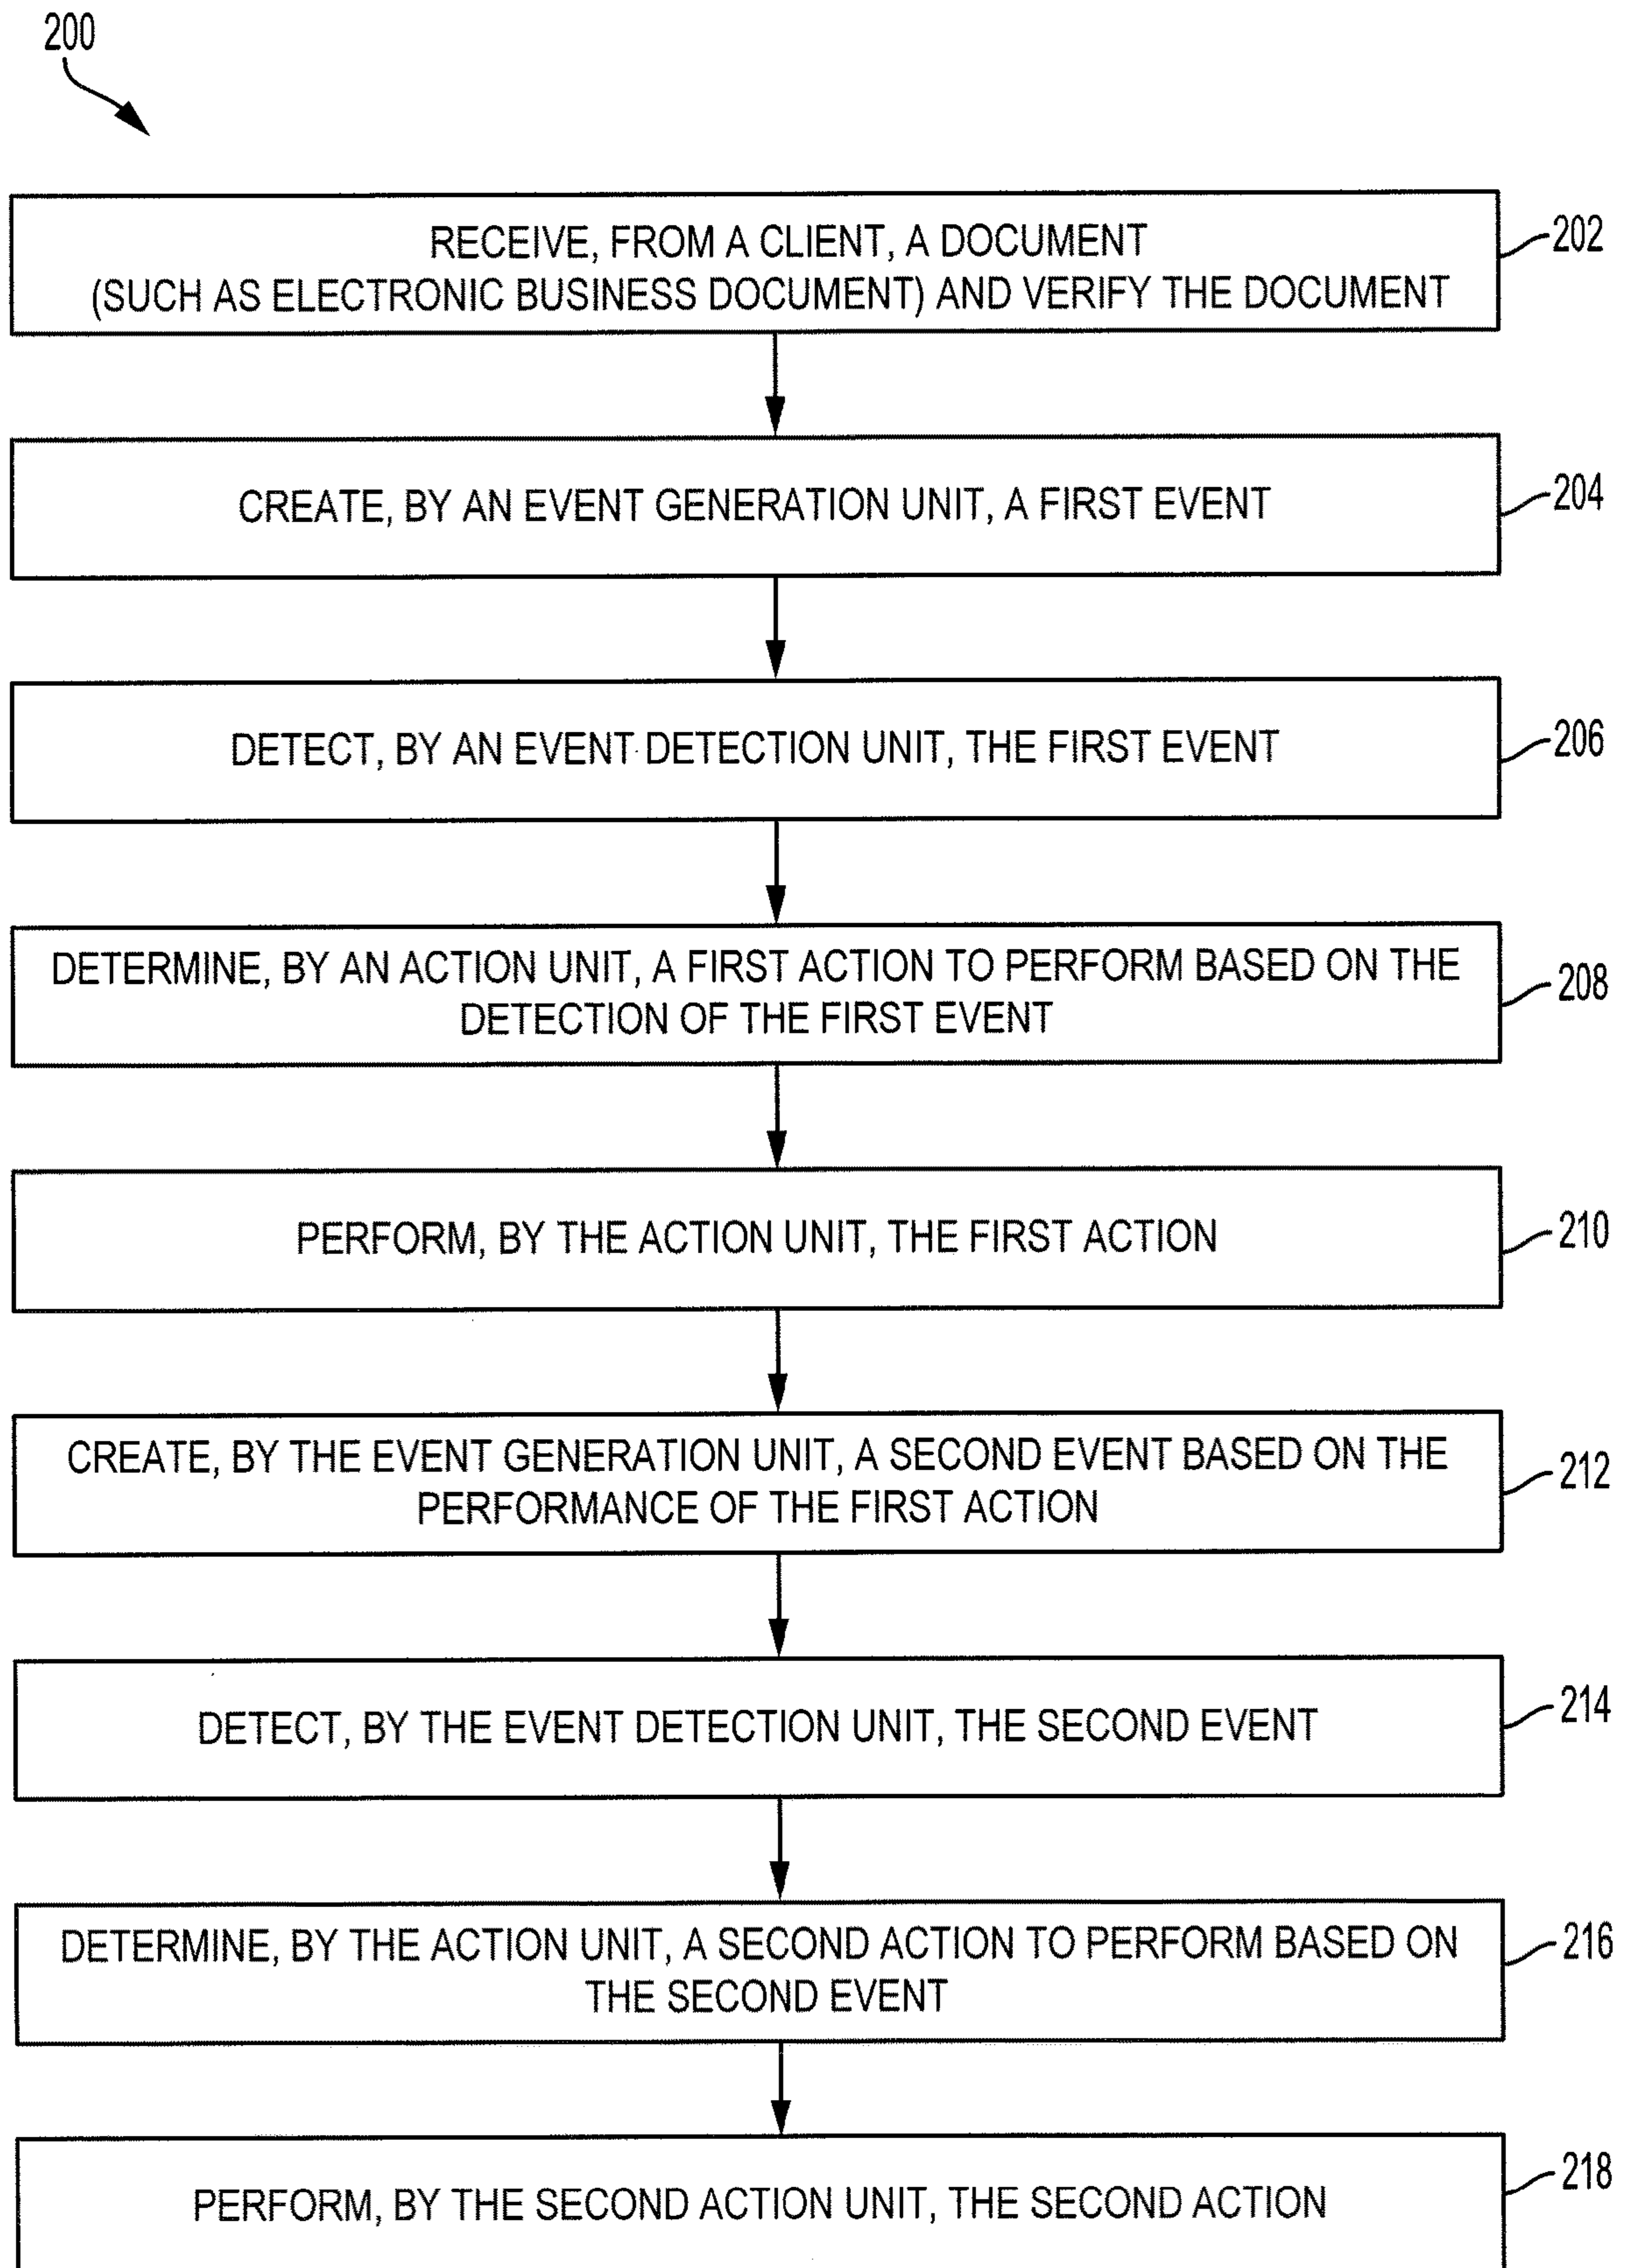 200
RECEIVE, FROM A CLIENT, A DOCUMENT
(SUCH AS ELECTRONIC BUSINESS DOCUMENT) AND VERIFY THE DOCUMENT
202
CREATE, BY AN EVENT GENERATION UNIT, A FIRST EVENT
204
DETECT, BY AN EVENT DETECTION UNIT, THE FIRST EVENT
206
DETERMINE, BY AN ACTION UNIT, A FIRST ACTION TO PERFORM BASED ON THE
DETECTION OF THE FIRST EVENT
208
PERFORM, BY THE ACTION UNIT, THE FIRST ACTION
210
CREATE, BY THE EVENT GENERATION UNIT, A SECOND EVENT BASED ON THE
PERFORMANCE OF THE FIRST ACTION
212
DETECT, BY THE EVENT DETECTION UNIT, THE SECOND EVENT
214
DETERMINE, BY THE ACTION UNIT, A SECOND ACTION TO PERFORM BASED ON
THE SECOND EVENT
216
PERFORM, BY THE SECOND ACTION UNIT, THE SECOND ACTION
218